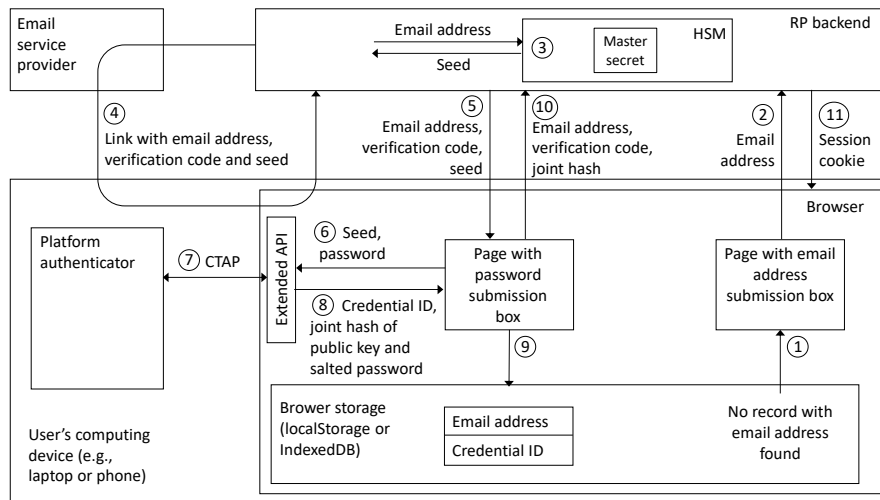 Email
service
provider
RP backend
Email address
Seed
3
HSM
Master
secret
4
Link with email address,
verification code and seed
5
Email address,
verification code,
seed
10
Email address,
verification code,
joint hash
2
Email
address
11
Session
cookie
Browser
Platform
authenticator
7 CTAP
Extended API
6 Seed,
password
8 Credential ID,
joint hash of
public key and
salted password
Page with
password
submission
box
Page with email
address
submission box
9
1
Brower storage
(localStorage or
IndexedDB)
Email address
Credential ID
No record with
email address
found
User's computing
device (e.g.,
laptop or phone)